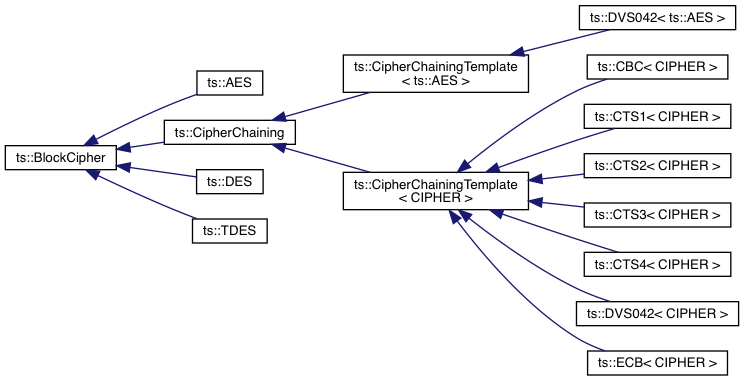 ts::DVS042< ts::AES >
ts::CipherChainingTemplate
< ts::AES >
ts::CBC< CIPHER >
ts::AES
ts::CTS1< CIPHER >
ts::CipherChaining
ts::BlockCipher
ts::CTS2< CIPHER >
ts::DES
ts::CipherChainingTemplate
< CIPHER >
ts::CTS3< CIPHER >
ts::TDES
ts::CTS4< CIPHER >
ts::DVS042< CIPHER >
ts::ECB< CIPHER >